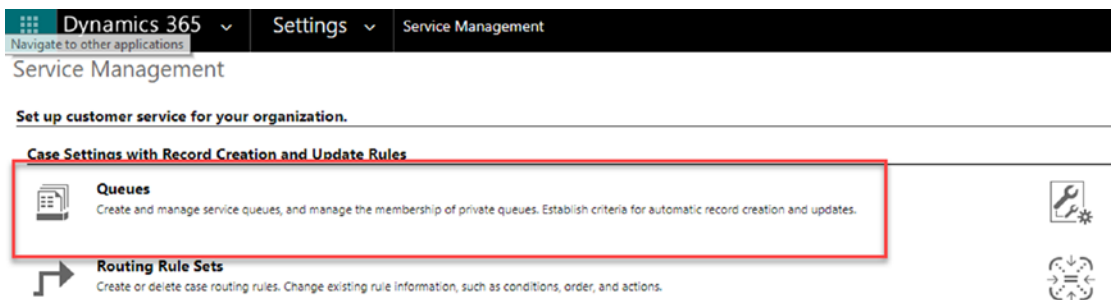 Dynamics 365 Settings Service Management
Navigate to other applications
Service Management
Set up customer service for your organization.
Case Settings with Record Creation and Update Rules
Queues
Create and manage service queues, and manage the membership of private queues. Establish criteria for automatic record creation and updates.
Routing Rule Sets
Create or delete case routing rules. Change existing rule information, such as conditions, order, and actions.